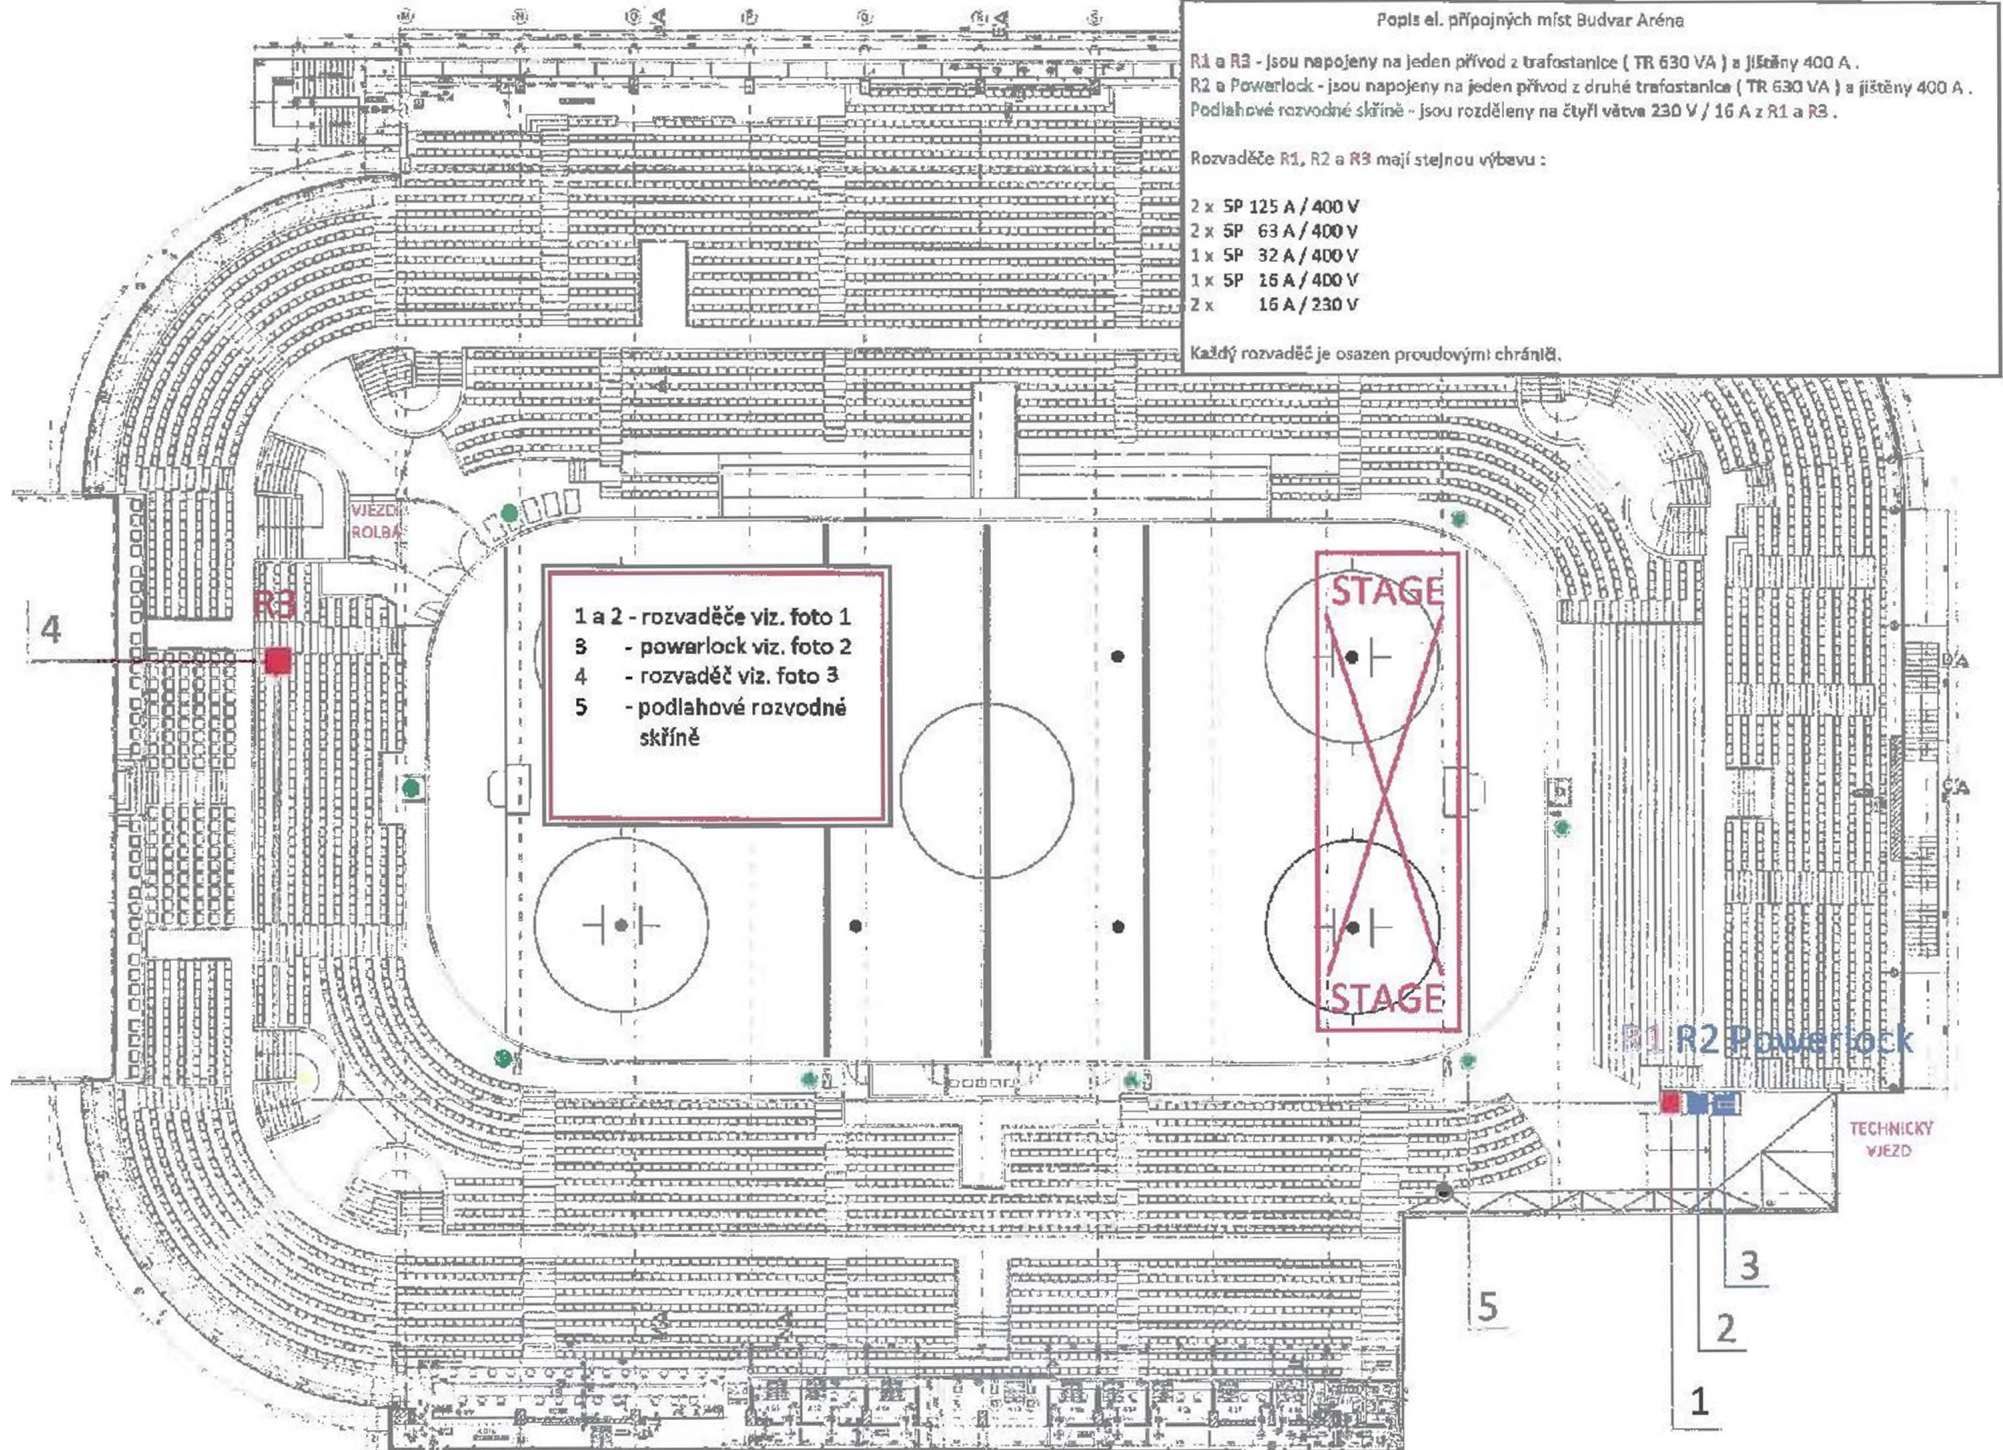 Popis el. přípojných míst Budvar Aréna
R1 a R3 - jsou napojeny na jeden přívod z trafostanice ( TR 630 VA ) a jištěny 400 A .
R2 a Powerlock - jsou napojeny na jeden přívod z druhé trafostanice ( TR 630 VA ) a jištěny 400 A .
Podlahové rozvodné skříně - jsou rozděleny na čtyři větve 230 V / 16 A z R1 a R3 .
Rozvaděče R1, R2 a R3 mají stejnou výbavu :
2 x 5P 125 A / 400 V
2 x 5P 63 A / 400 V
1 x 5P 32 A / 400 V
1 x 5P 16 A / 400 V
2 x 16 A / 230 V
Každý rozvaděč je osazen proudovými chrániči.
VJEZD
ROLBA
R3
4
1 a 2 - rozvaděče viz. foto 1
3 - powerlock viz. foto 2
4 - rozvaděč viz. foto 3
5 - podlahové rozvodné
skříně
STAGE
STAGE
D'A
C'A
R1 R2 Powerlock
TECHNICKY
VJEZD
3
5
2
1